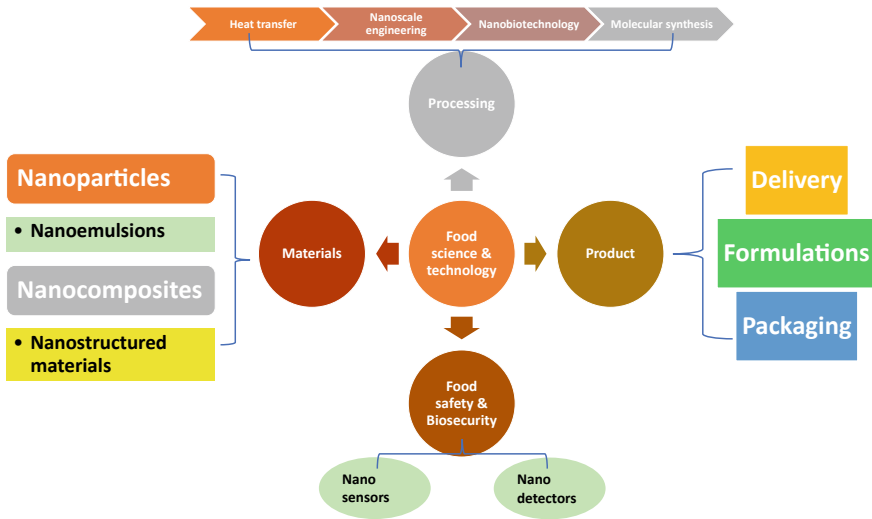 Heat transfer
Nanoscale
engineering
Nanobiotechnology
Molecular synthesis
Processing
Nanoparticles
• Nanoemulsions
Nanocomposites
• Nanostructured
materials
Materials
Food
science &
technology
Product
Delivery
Formulations
Packaging
Food
safety &
Biosecurity
Nano
sensors
Nano
detectors